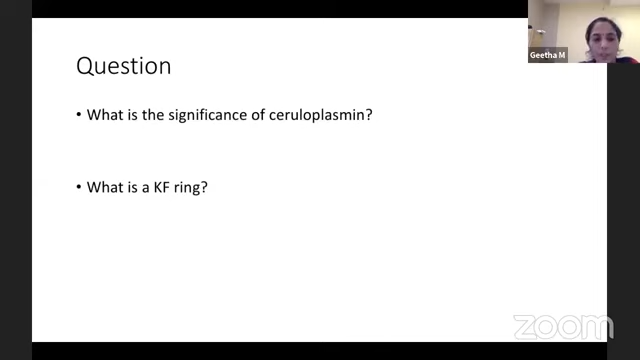 Geetha M
Question
• What is the significance of ceruloplasmin?
• What is a KF ring?
zoom